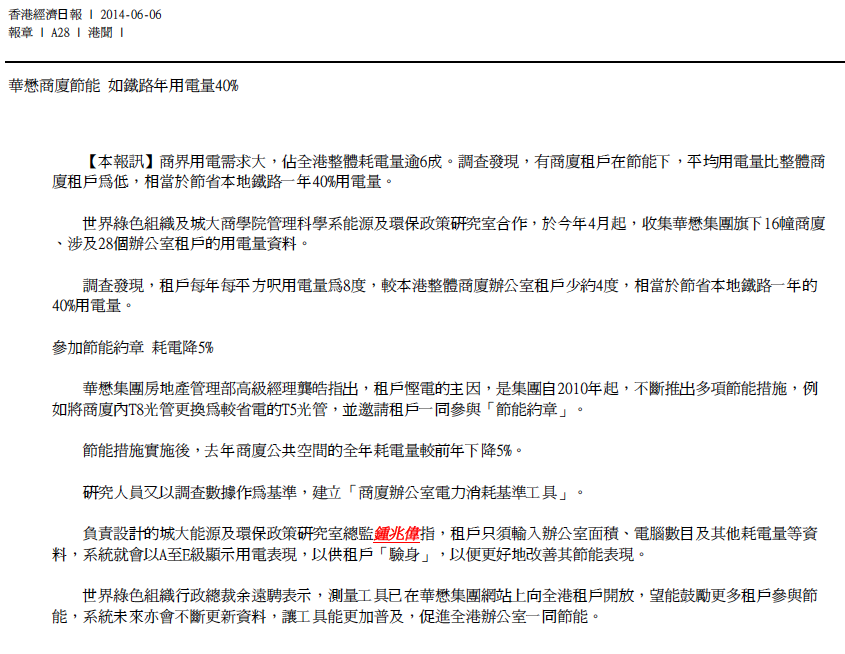 香港經濟日報 | 2014-06-06
報章 | A28 | 港聞 |
華懋商廈節能 如鐵路年用電量40%
【本報訊】商界用電需求大，佔全港整體耗電量逾6成。調查發現，有商廈租戶在節能下，平均用電量比整體商
廈租戶爲低，相當於節省本地鐵路一年40%用電量。
世界綠色組織及城大商學院管理科學系能源及環保政策研究室合作，於今年4月起，收集華懋集團旗下16幢商廈
、涉及28個辦公室租戶的用電量資料。
調查發現，租戶每年每平方呎用電量爲8度，較本港整體商廈辦公室租戶少約4度，相當於節省本地鐵路一年的
40%用電量。
參加節能約章 耗電降5%
華懋集團房地產管理部高級經理龔皓指出，租戶慳電的主因，是集團自2010年起，不斷推出多項節能措施，例
如將商廈內T8光管更換爲較省電的T5光管，並邀請租戶一同參與「節能約章」。
節能措施實施後，去年商廈公共空間的全年耗電量較前年下降5%。
研究人員又以調查數據作爲基準，建立「商廈辦公室電力消耗基準工具」。
負責設計的城大能源及環保政策研究室總監鍾兆偉指，租戶只須輸入辦公室面積、電腦數目及其他耗電量等資
料，系統就會以A至E級顯示用電表現，以供租戶「驗身」，以便更好地改善其節能表現。
世界綠色組織行政總裁余遠騁表示，測量工具已在華懋集團網站上向全港租戶開放，望能鼓勵更多租戶參與節
能，系統未來亦會不斷更新資料，讓工具能更加普及，促進全港辦公室一同節能。